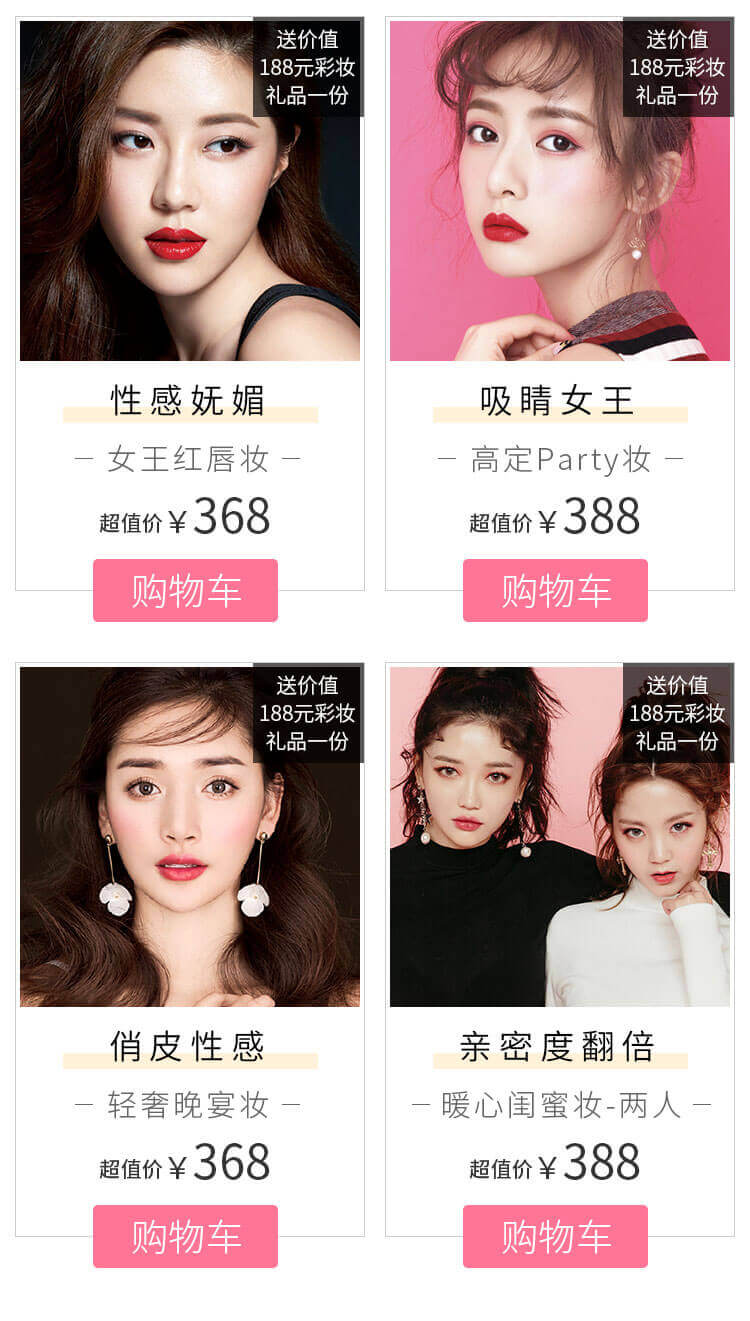 送价值
188元彩妆
礼品一份
性感妩媚
女王红唇妆
超值价¥368
购物车
送价值
188元彩妆
礼品一份
吸睛女王
高定Party妆
超值价¥388
购物车
送价值
188元彩妆
礼品一份
俏皮性感
轻奢晚宴妆
超值价¥368
购物车
送价值
188元彩妆
礼品一份
亲密度翻倍
暖心闺蜜妆-两人
超值价¥388
购物车